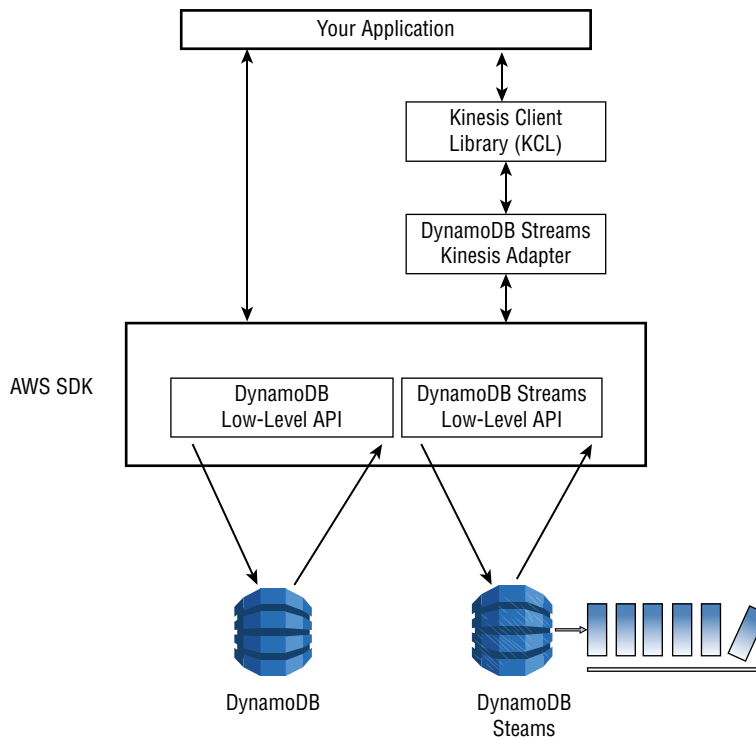 Your Application
Kinesis Client
Library (KCL)
DynamoDB Streams
Kinesis Adapter
AWS SDK
DynamoDB
Low-Level API
DynamoDB Streams
Low-Level API
DynamoDB
DynamoDB
Steams